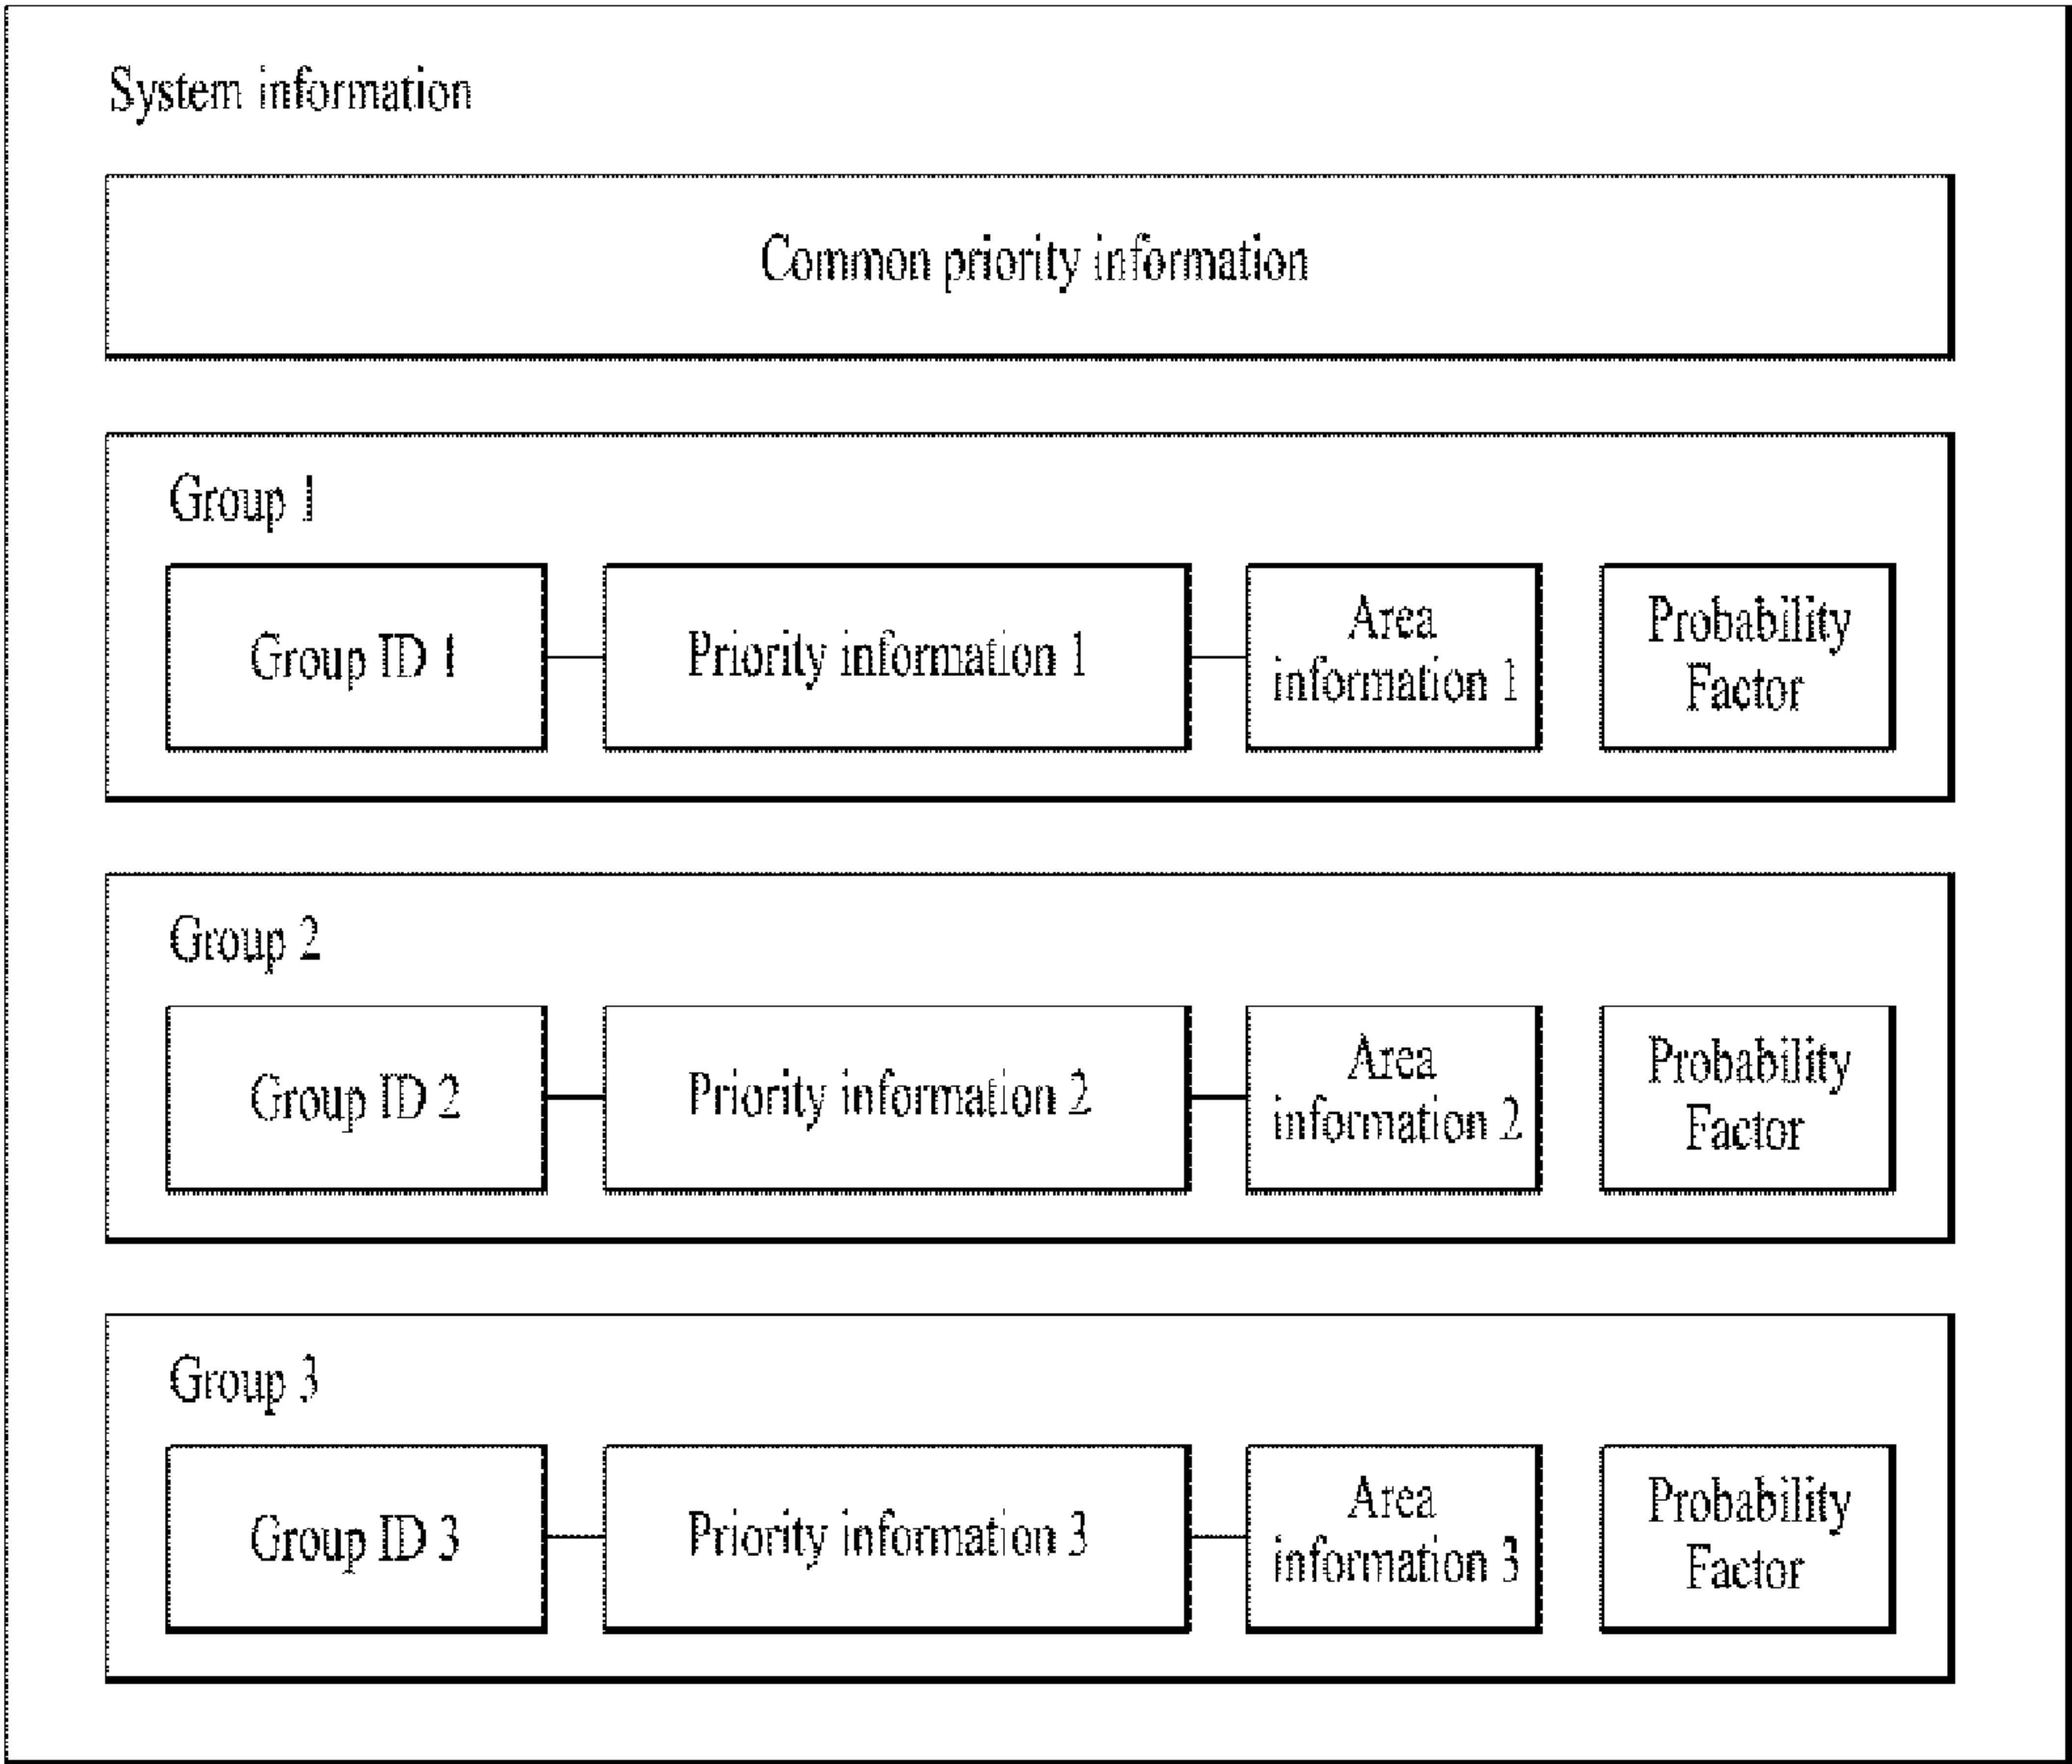 System information
Common priority information
Group 1
Group ID 1
Priority information 1
Area
information 1
Probability
Factor
Group 2
Group ID 2
Priority information 2
Area
information 2
Probability
Factor
Group 3
Group ID 3
Priority information 3
Area
information 3
Probability
Factor